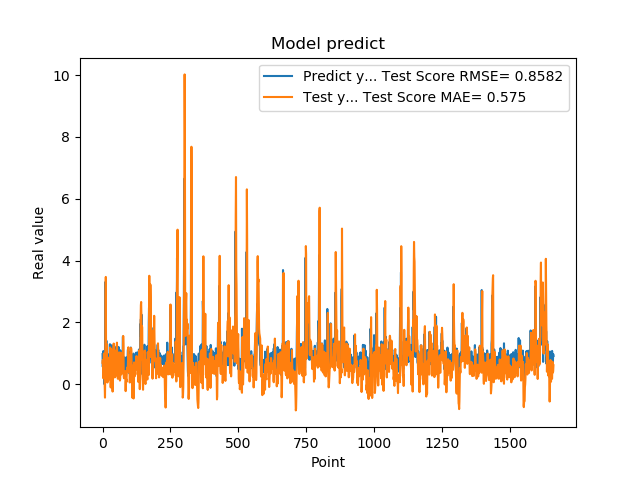 Model predict
Predict y... Test Score RMSE= 0.8582
Test y... Test Score MAE= 0.575
Real value
10
8
6
4
2
0
0 250 500 750 1000 1250 1500
Point